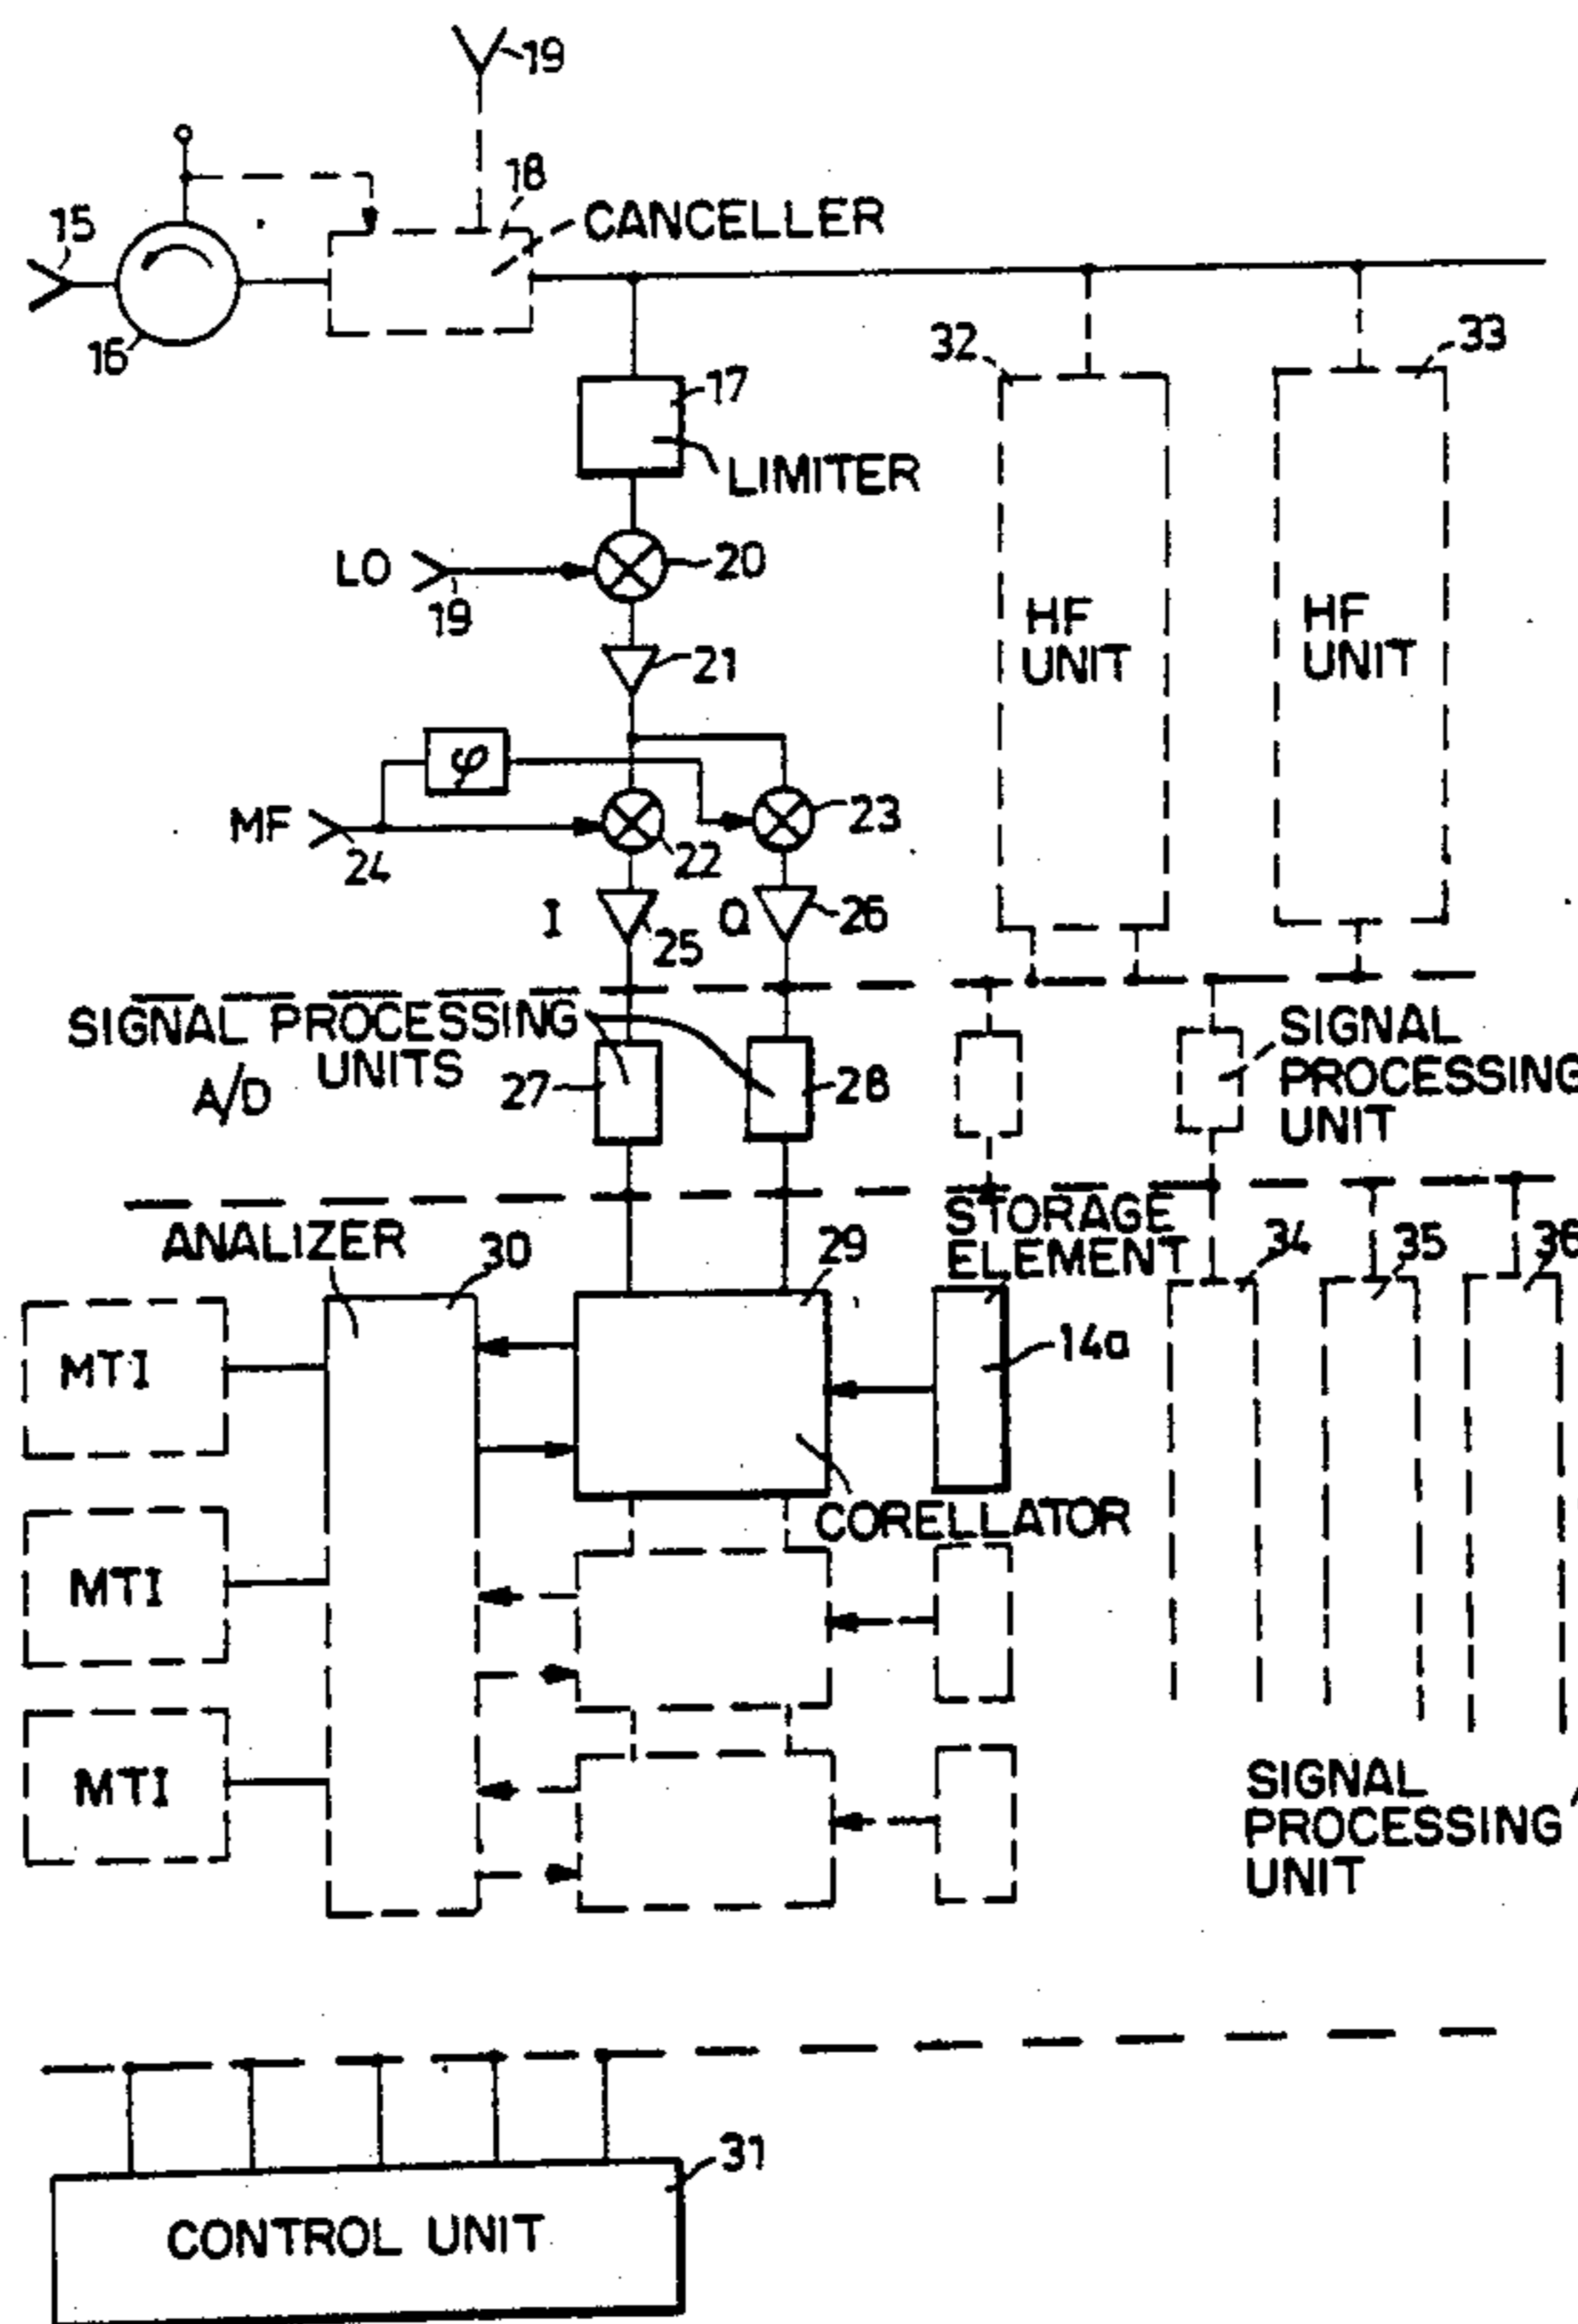 19
18
CANCELLER
15
16
32
33
17
LIMITER
LO
20
19
HF
UNIT
HF
UNIT
21
φ
MF
24
22
23
I
25
Q
26
SIGNAL PROCESSING
UNITS
A/D
27
28
SIGNAL
PROCESSING
UNIT
ANALIZER
30
29
STORAGE
ELEMENT
34
35
36
MTI
14a
CORELLATOR
MTI
MTI
SIGNAL
PROCESSING
UNIT
31
CONTROL UNIT